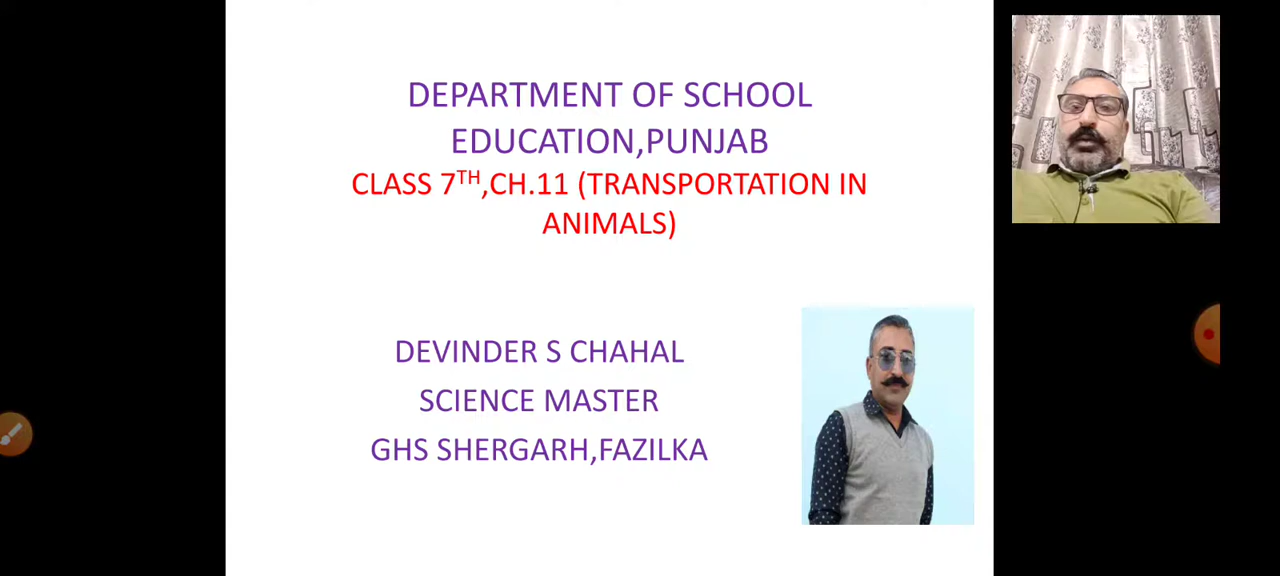 DEPARTMENT OF SCHOOL
EDUCATION,PUNJAB
CLASS 7TH,CH.11 (TRANSPORTATION IN
ANIMALS)
DEVINDER S CHAHAL
SCIENCE MASTER
GHS SHERGARH,FAZILKA